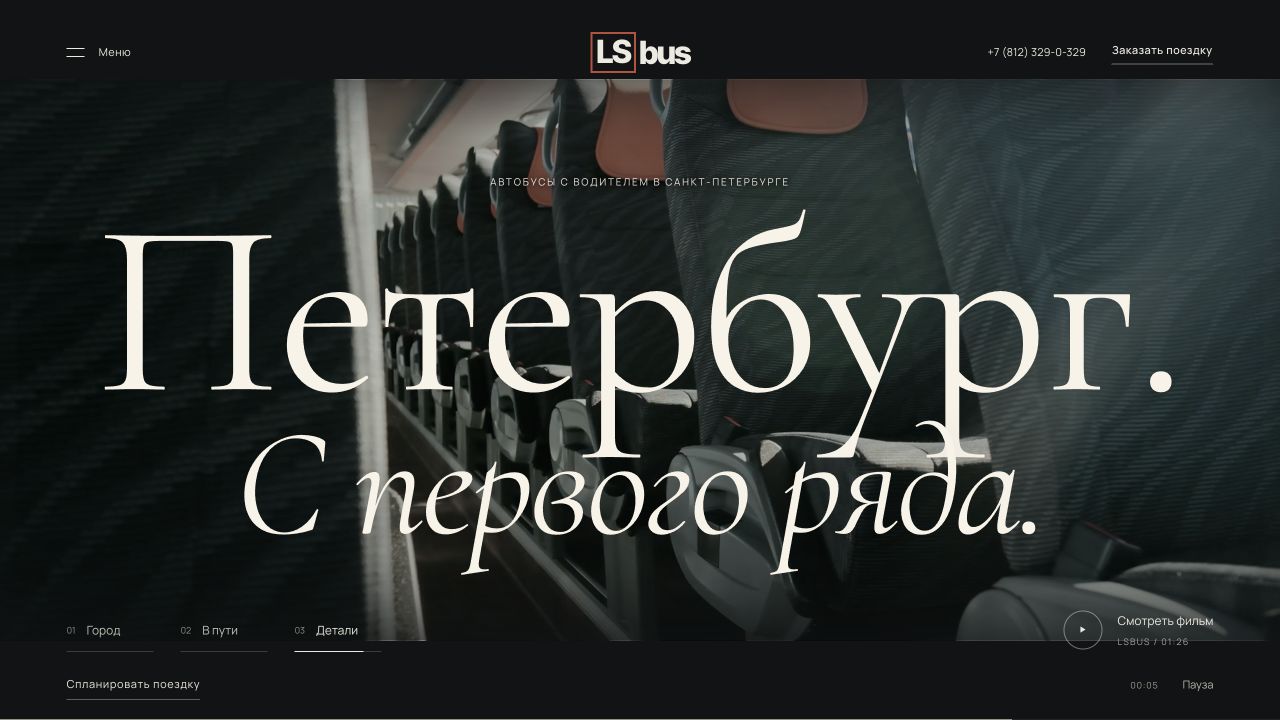 Меню
LS bus
+7 (812) 329-0-329
Заказать поездку
АВТОБУСЫ С ВОДИТЕЛЕМ В САНКТ-ПЕТЕРБУРГЕ
Петербург.
С первого ряда.
01 Город
02 В пути
03 Детали
Смотреть фильм
LSBUS / 01:26
Спланировать поездку
00:05 Пауза